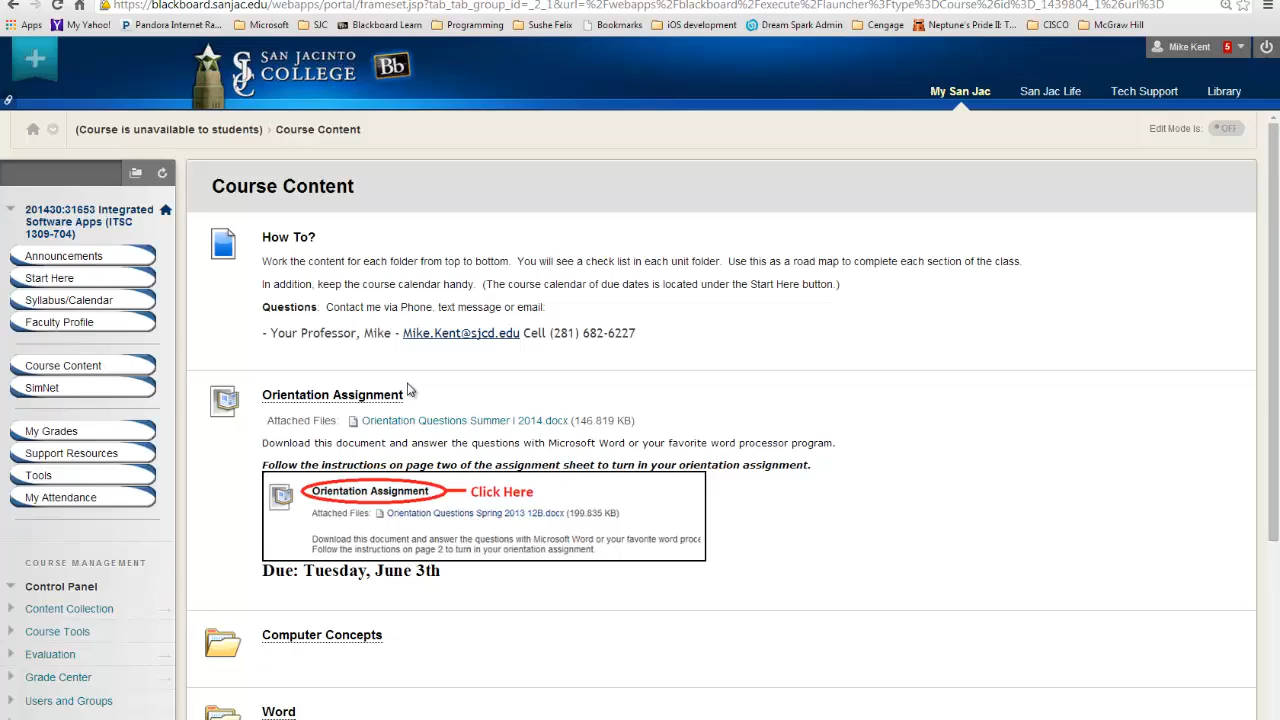 https://blackboard.sanjac.edu/webapps/portal/frameset.jsp?tab_tab_group_id=_2_1&url=%2Fwebapps%2Fblackboard%2Fexecute%2Flauncher%2Ftype%3DCourse%26id%3D_1439804_1%26url%3D
Apps My Yahoo! Pandora Internet Ra... Microsoft SJC Blackboard Learn Programming Sushe Felix Bookmarks iOS development Dream Spark Admin Cengage Neptune's Pride II: T... CISCO McGraw Hill
SAN JACINTO
COLLEGE
SJC
Bb
Mike Kent 5
My San Jac San Jac Life Tech Support Library
(Course is unavailable to students) > Course Content
Edit Mode is: OFF
201430:31653 Integrated
Software Apps (ITSC
1309-704)
Announcements
Start Here
Syllabus/Calendar
Faculty Profile
Course Content
SimNet
My Grades
Support Resources
Tools
My Attendance
COURSE MANAGEMENT
Control Panel
Content Collection
Course Tools
Evaluation
Grade Center
Users and Groups
Course Content
How To?
Work the content for each folder from top to bottom. You will see a check list in each unit folder. Use this as a road map to complete each section of the class.
In addition, keep the course calendar handy. (The course calendar of due dates is located under the Start Here button.)
Questions: Contact me via Phone, text message or email:
- Your Professor, Mike - Mike.Kent@sjcd.edu Cell (281) 682-6227
Orientation Assignment
Attached Files: Orientation Questions Summer I 2014.docx (146.819 KB)
Download this document and answer the questions with Microsoft Word or your favorite word processor program.
Follow the instructions on page two of the assignment sheet to turn in your orientation assignment.
Orientation Assignment Click Here
Attached Files: Orientation Questions Spring 2013 12B.docx (199.835 KB)
Download this document and answer the questions with Microsoft Word or your favorite word proce
Follow the instructions on page 2 to turn in your orientation assignment.
Due: Tuesday, June 3th
Computer Concepts
Word